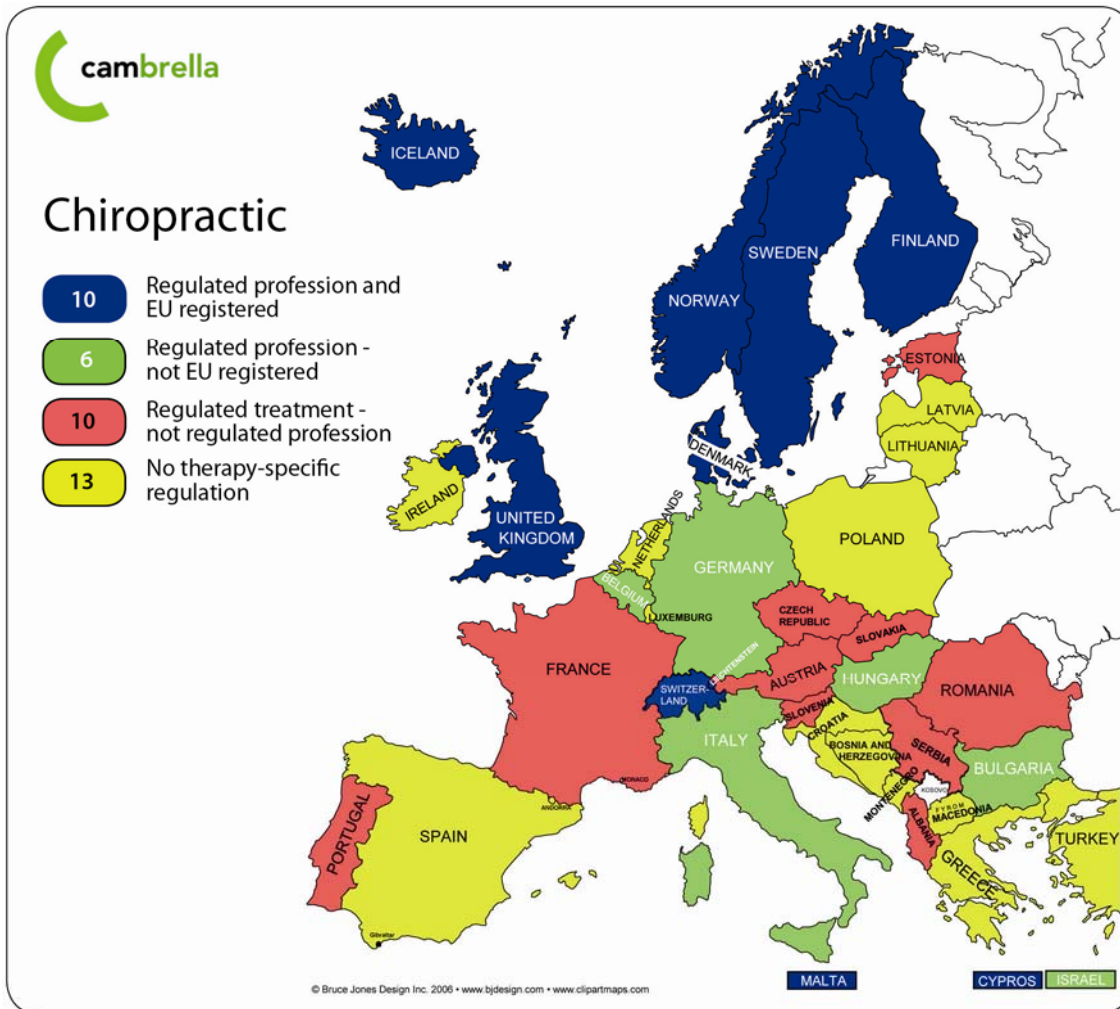 cambrella
Chiropractic
10
Regulated profession and
EU registered
6
Regulated profession -
not EU registered
10
Regulated treatment -
not regulated profession
13
No therapy-specific
regulation
ICELAND
NORWAY
SWEDEN
FINLAND
ESTONIA
LATVIA
LITHUANIA
DENMARK
IRELAND
UNITED
KINGDOM
NETHERLANDS
BELGIUM
LUXEMBURG
GERMANY
POLAND
CZECH
REPUBLIC
SLOVAKIA
FRANCE
SWITZER-
LAND
LIECHTENSTEIN
AUSTRIA
HUNGARY
ROMANIA
SLOVENIA
CROATIA
ITALY
BOSNIA AND
HERZEGOVINA
SERBIA
BULGARIA
MONTENEGRO
KOSOVO
FYROM
MACEDONIA
ALBANIA
MONACO
ANDORRA
PORTUGAL
SPAIN
GREECE
TURKEY
Gibraltar
MALTA
CYPROS
ISRAEL
© Bruce Jones Design Inc. 2006 • www.bjdesign.com • www.clipartmaps.com